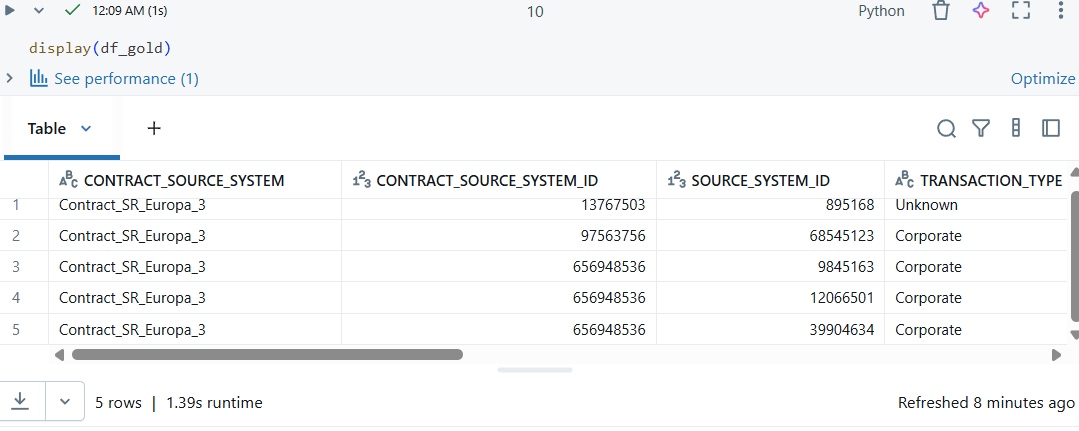 12:09 AM (1s) 10 Python
display(df_gold)
See performance (1) Optimize
Table
CONTRACT_SOURCE_SYSTEM CONTRACT_SOURCE_SYSTEM_ID SOURCE_SYSTEM_ID TRANSACTION_TYPE
1 Contract_SR_Europa_3 13767503 895168 Unknown
2 Contract_SR_Europa_3 97563756 68545123 Corporate
3 Contract_SR_Europa_3 656948536 9845163 Corporate
4 Contract_SR_Europa_3 656948536 12066501 Corporate
5 Contract_SR_Europa_3 656948536 39904634 Corporate
5 rows | 1.39s runtime Refreshed 8 minutes ago